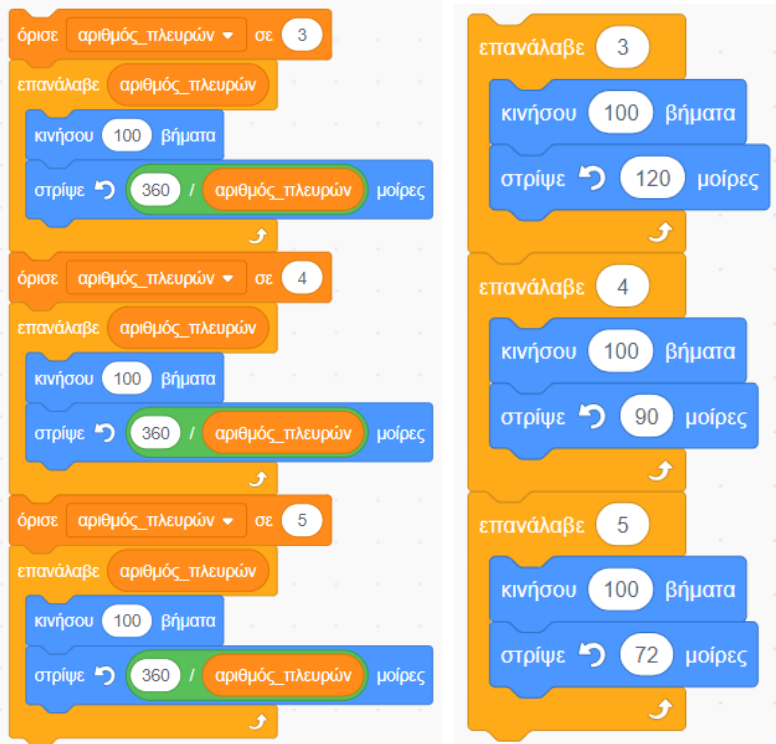 όρισε αριθμός_πλευρών σε 3
επανάλαβε αριθμός_πλευρών
κινήσου 100 βήματα
στρίψε 360 / αριθμός_πλευρών μοίρες
όρισε αριθμός_πλευρών σε 4
επανάλαβε αριθμός_πλευρών
κινήσου 100 βήματα
στρίψε 360 / αριθμός_πλευρών μοίρες
όρισε αριθμός_πλευρών σε 5
επανάλαβε αριθμός_πλευρών
κινήσου 100 βήματα
στρίψε 360 / αριθμός_πλευρών μοίρες
επανάλαβε 3
κινήσου 100 βήματα
στρίψε 120 μοίρες
επανάλαβε 4
κινήσου 100 βήματα
στρίψε 90 μοίρες
επανάλαβε 5
κινήσου 100 βήματα
στρίψε 72 μοίρες